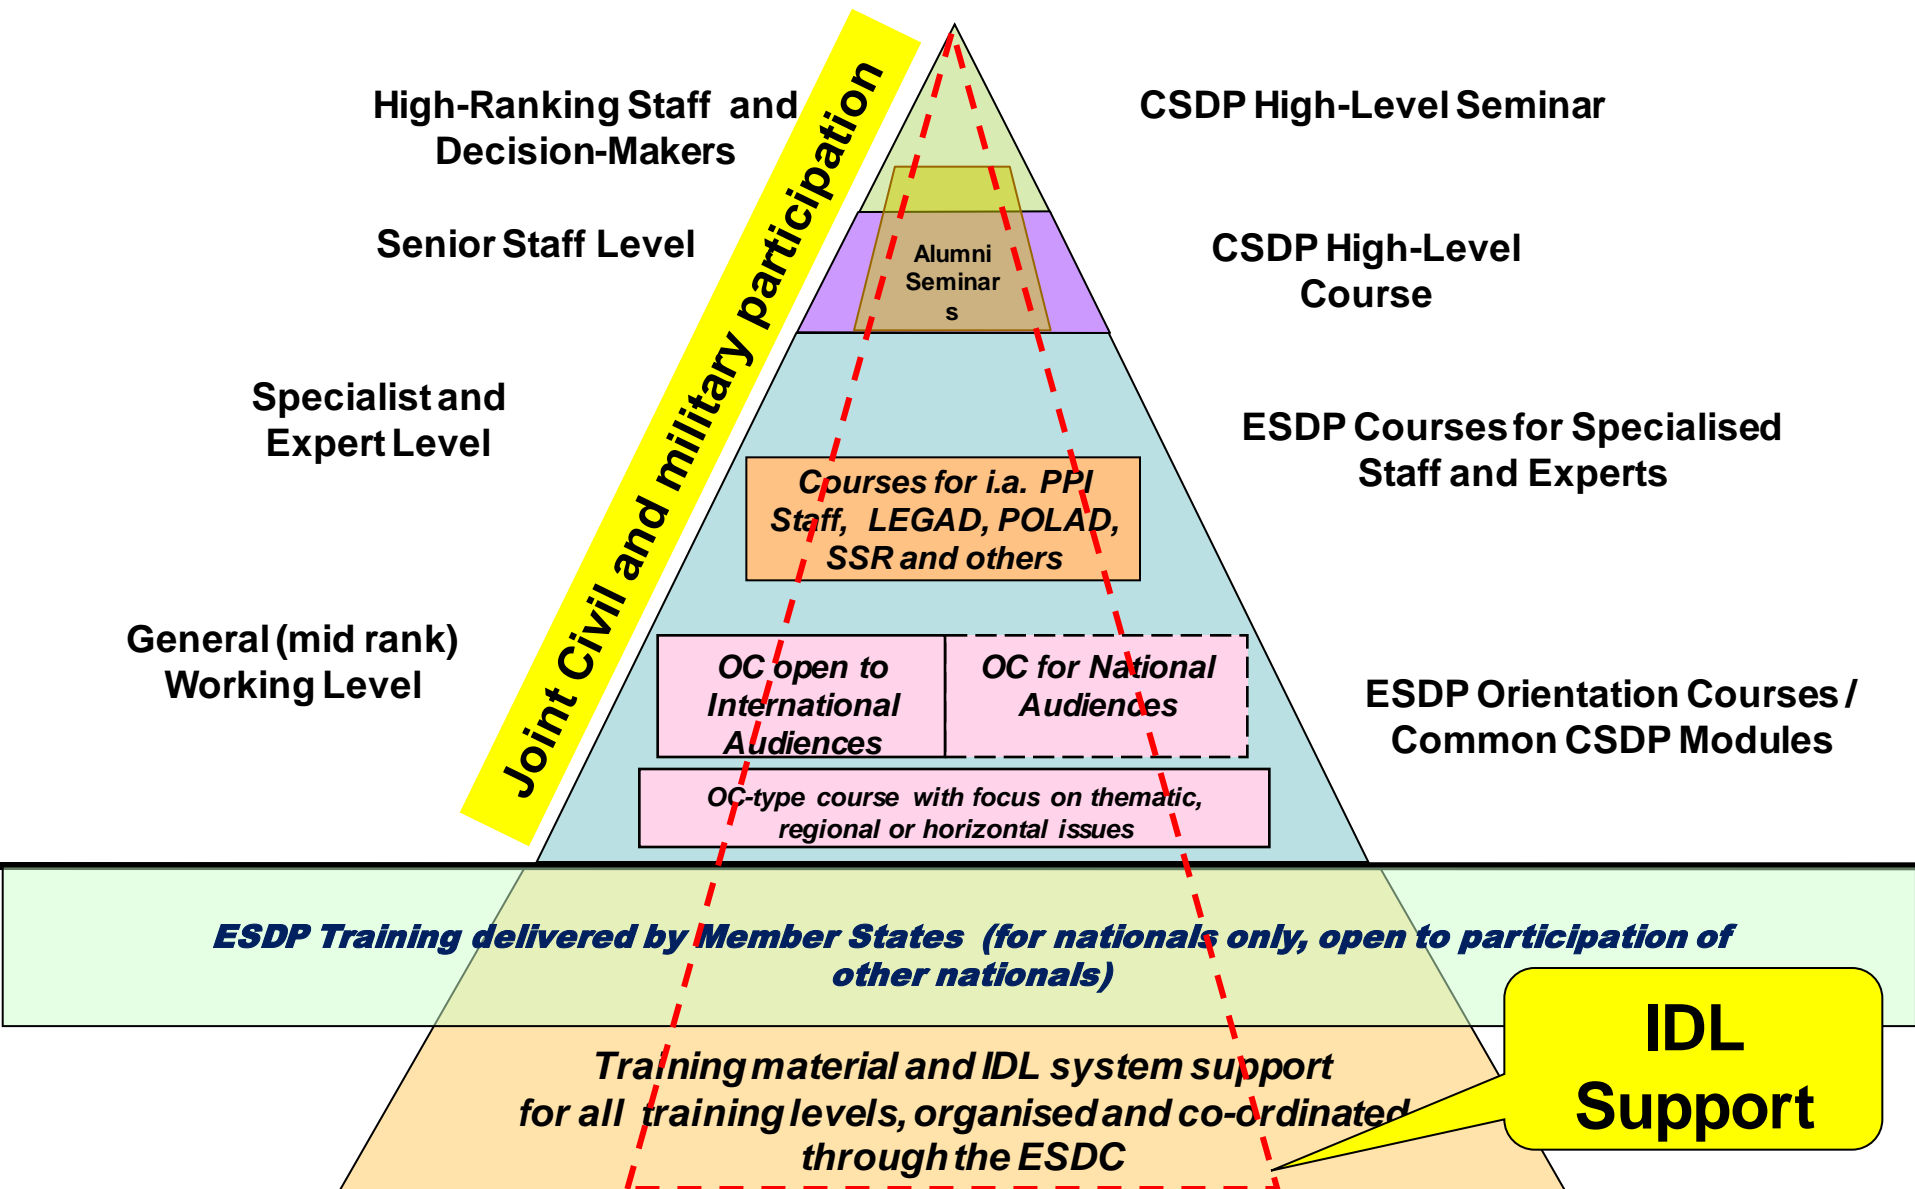 High-Ranking Staff and
Decision-Makers
CSDP High-Level Seminar
Joint Civil and military participation
Senior Staff Level
Alumni
Seminar
s
CSDP High-Level
Course
Specialist and
Expert Level
ESDP Courses for Specialised
Staff and Experts
Courses for i.a. PPI
Staff, LEGAD, POLAD,
SSR and others
General (mid rank)
Working Level
OC open to
International
Audiences
OC for National
Audiences
ESDP Orientation Courses /
Common CSDP Modules
OC-type course with focus on thematic,
regional or horizontal issues
ESDP Training delivered by Member States (for nationals only, open to participation of
other nationals)
IDL
Support
Training material and IDL system support
for all training levels, organised and co-ordinated
through the ESDC